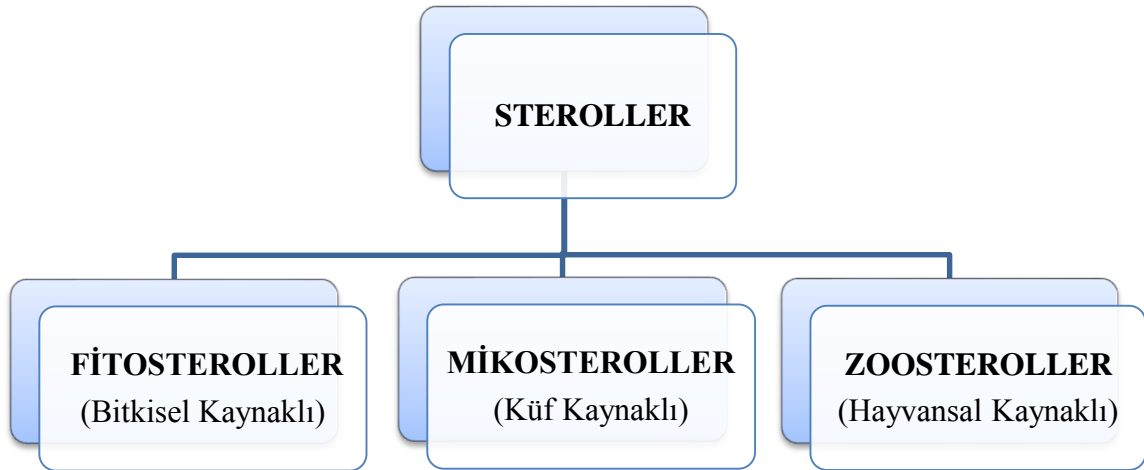 STEROLLER
FİTOSTEROLLER
(Bitkisel Kaynaklı)
MİKOSTEROLLER
(Küf Kaynaklı)
ZOOSTEROLLER
(Hayvansal Kaynaklı)